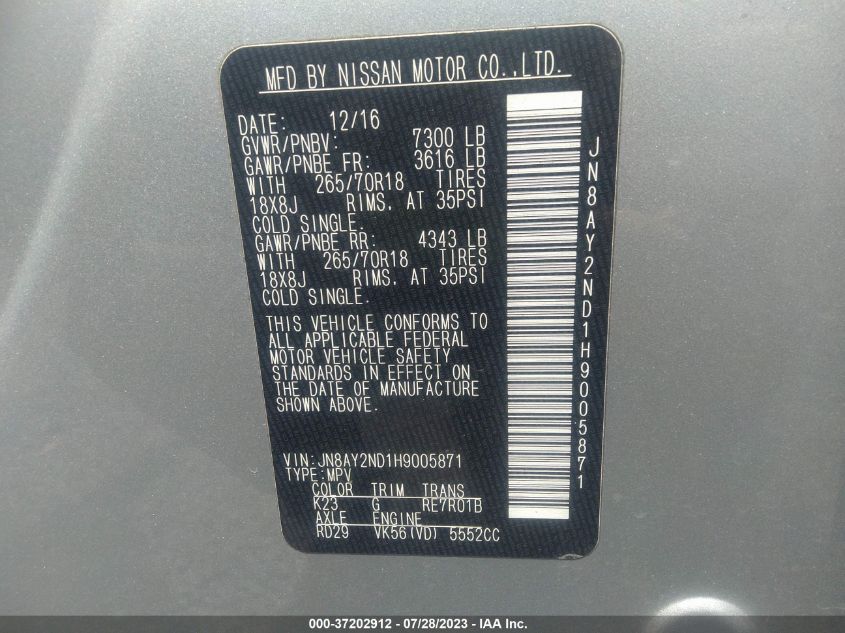 MFD BY NISSAN MOTOR CO.,LTD.
DATE: 12/16
GVWR/PNBV: 7300 LB
GAWR/PNBE FR: 3616 LB
WITH 265/70R18 TIRES
18X8J RIMS. AT 35PSI
COLD SINGLE.
GAWR/PNBE RR: 4343 LB
WITH 265/70R18 TIRES
18X8J RIMS. AT 35PSI
COLD SINGLE.
THIS VEHICLE CONFORMS TO
ALL APPLICABLE FEDERAL
MOTOR VEHICLE SAFETY
STANDARDS IN EFFECT ON
THE DATE OF MANUFACTURE
SHOWN ABOVE.
VIN:JN8AY2ND1H9005871
TYPE:MPV
COLOR TRIM TRANS
K23 G RE7R01B
AXLE ENGINE
RD29 VK56(VD) 5552CC
JN8AY2ND1H9005871
000-37202912 - 07/28/2023 - IAA Inc.